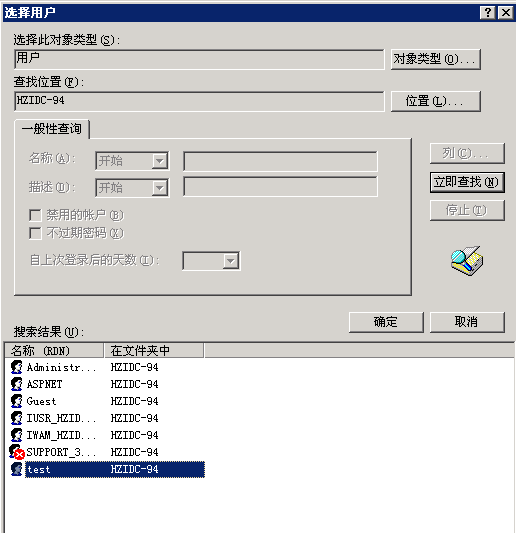 选择用户
选择此对象类型(S):
用户
对象类型(O)...
查找位置(F):
HZIDC-94
位置(L)...
一般性查询
名称(A):
开始
描述(D):
开始
禁用的帐户(B)
不过期密码(X)
自上次登录后的天数(I):
列(C)...
立即查找(N)
停止(T)
确定
取消
搜索结果(U):
名称 (RDN) 在文件夹中
Administr... HZIDC-94
ASPNET HZIDC-94
Guest HZIDC-94
IUSR_HZID... HZIDC-94
IWAM_HZID... HZIDC-94
SUPPORT_3... HZIDC-94
test HZIDC-94